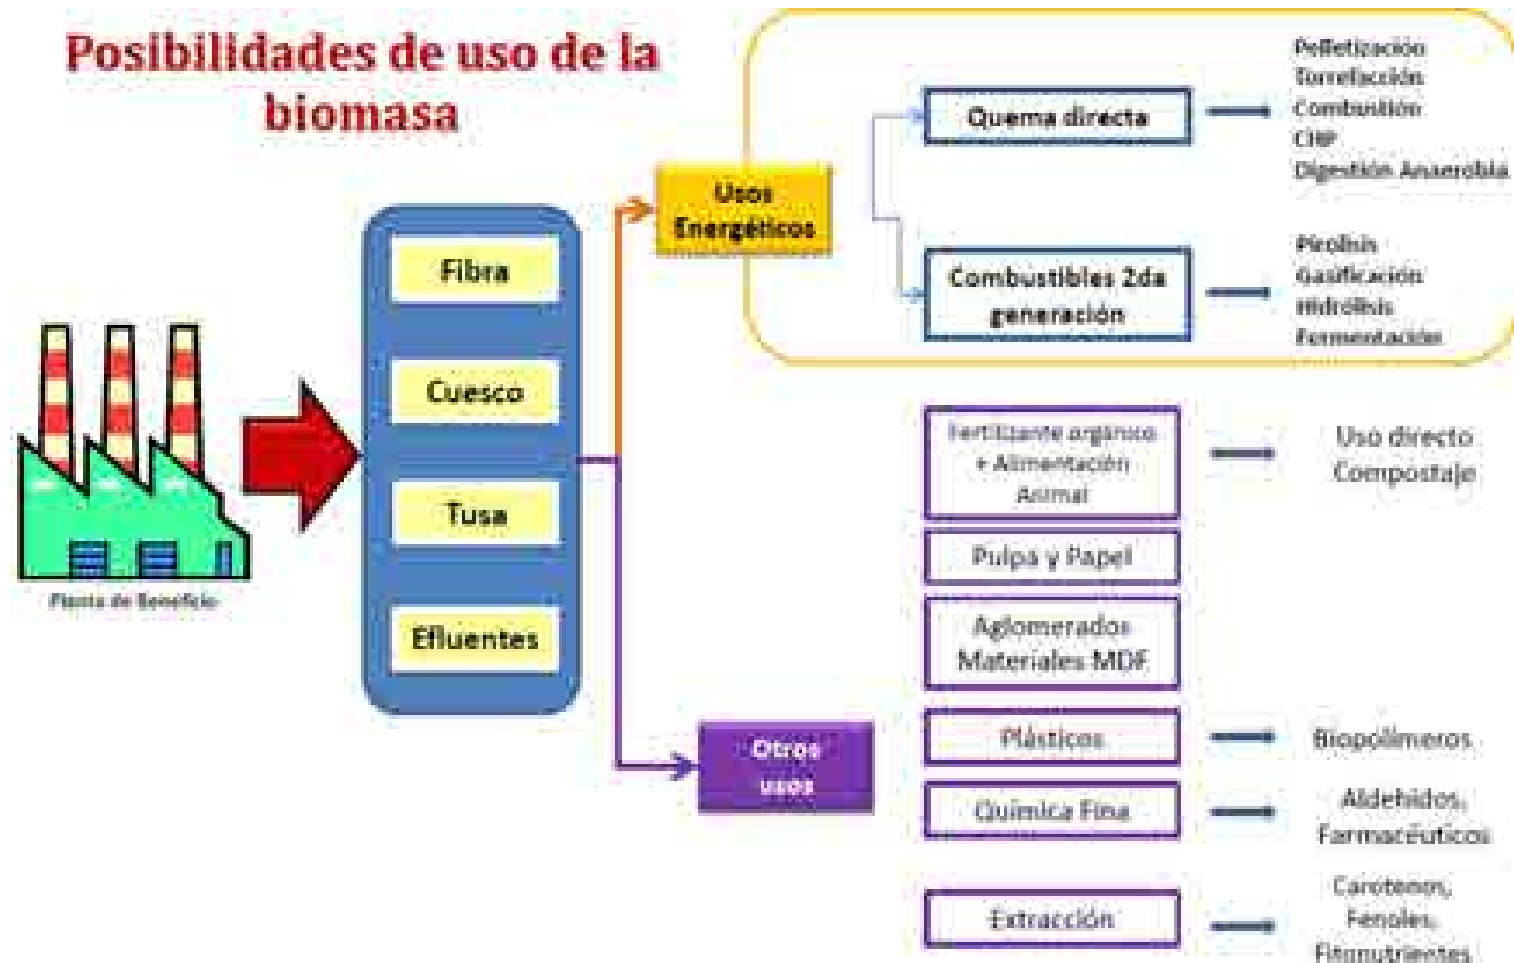 Posibilidades de uso de la
biomasa
Planta de Beneficio
Fibra
Cuesco
Tusa
Efluentes
Usos
Energéticos
Quema directa
Pelletización
Torrefacción
Combustión
CHP
Digestión Anaerobia
Combustibles 2da
generación
Pirolisis
Gasificación
Hidrólisis
Fermentación
Otros
usos
Fertilizante orgánico
+ Alimentación
Animal
Uso directo
Compostaje
Pulpa y Papel
Aglomerados
Materiales MDF
Plásticos
Biopolímeros
Química Fina
Aldehidos,
Farmacéuticos
Extracción
Carotenos,
Fenoles,
Fitonutrientes